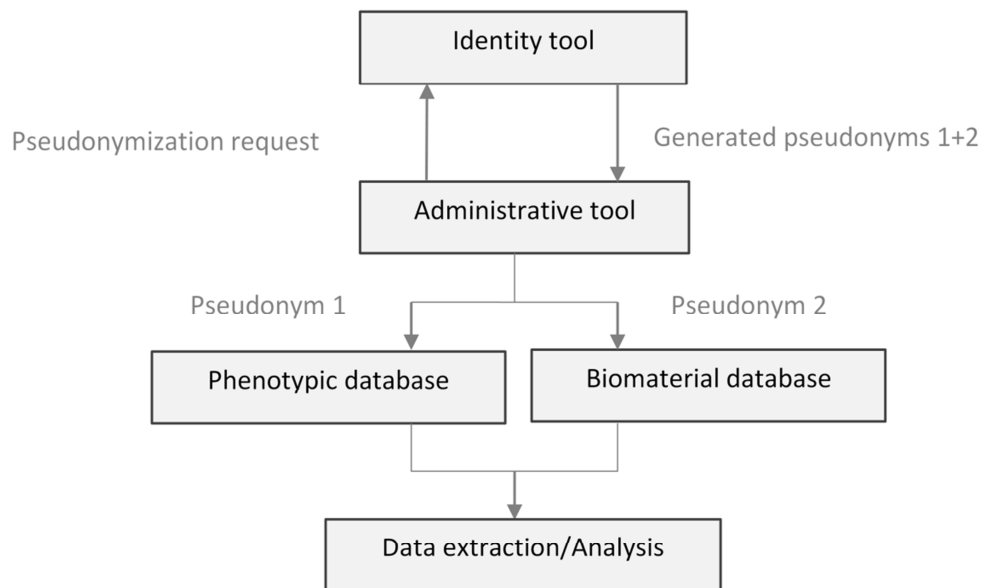 Identity tool
Pseudonymization request
Generated pseudonyms 1+2
Administrative tool
Pseudonym 1
Pseudonym 2
Phenotypic database
Biomaterial database
Data extraction/Analysis